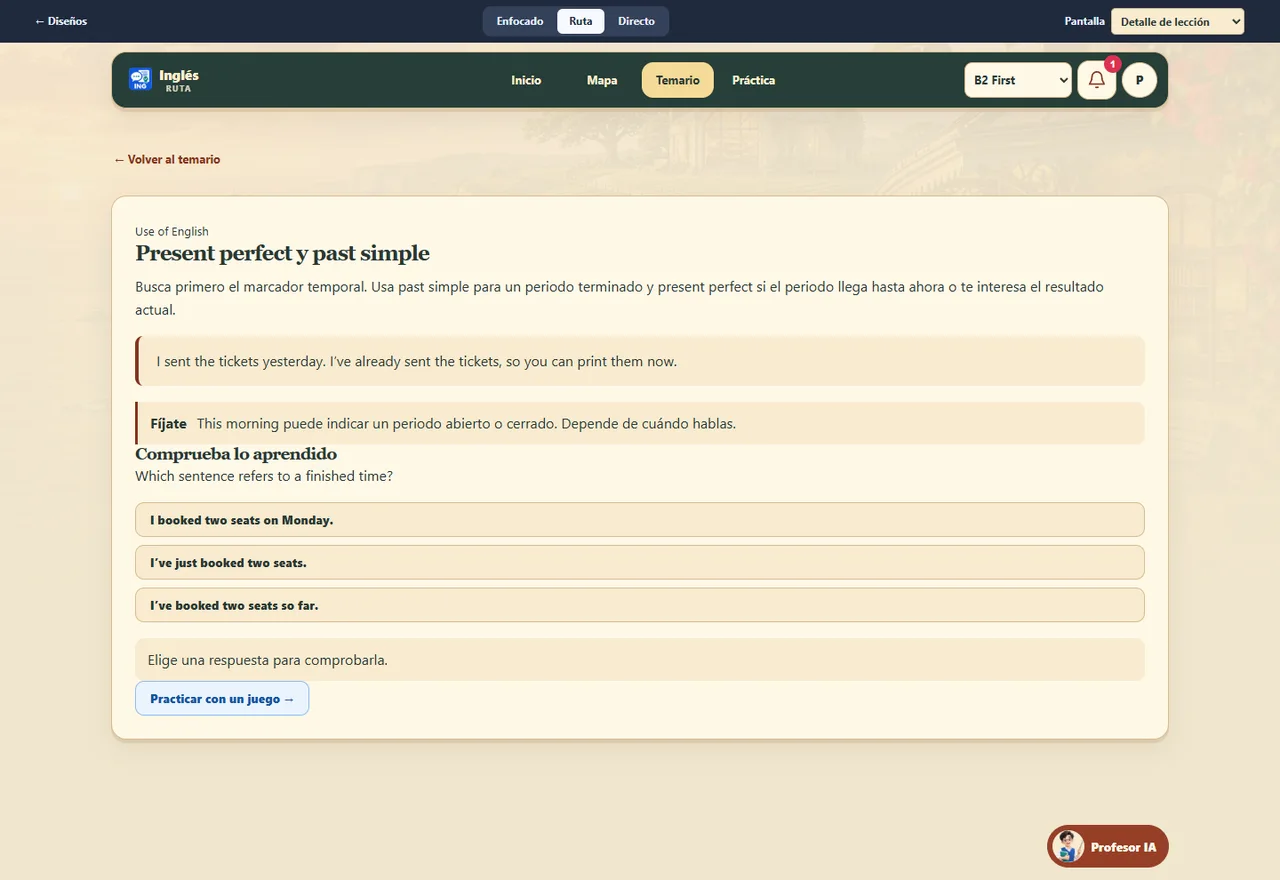 ← Diseños
Enfocado
Ruta
Directo
Pantalla
Detalle de lección
ING
Inglés
RUTA
Inicio
Mapa
Temario
Práctica
B2 First
1
P
← Volver al temario
Use of English
Present perfect y past simple
Busca primero el marcador temporal. Usa past simple para un periodo terminado y present perfect si el periodo llega hasta ahora o te interesa el resultado
actual.
I sent the tickets yesterday. I’ve already sent the tickets, so you can print them now.
Fíjate This morning puede indicar un periodo abierto o cerrado. Depende de cuándo hablas.
Comprueba lo aprendido
Which sentence refers to a finished time?
I booked two seats on Monday.
I’ve just booked two seats.
I’ve booked two seats so far.
Elige una respuesta para comprobarla.
Practicar con un juego →
Profesor IA